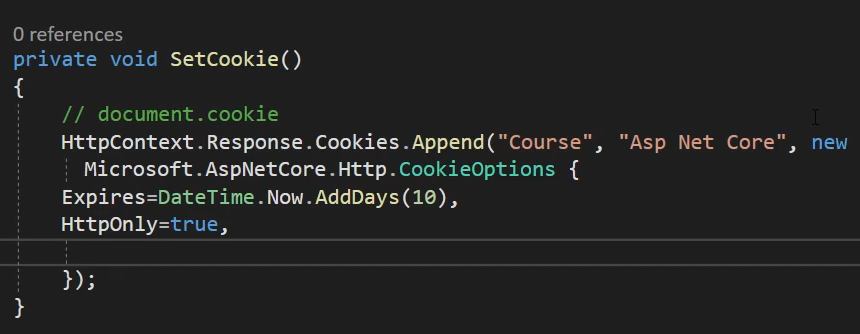 0 references
private void SetCookie()
{
// document.cookie
HttpContext.Response.Cookies.Append("Course", "Asp Net Core", new
Microsoft.AspNetCore.Http.CookieOptions {
Expires=DateTime.Now.AddDays(10),
HttpOnly=true,
});
}